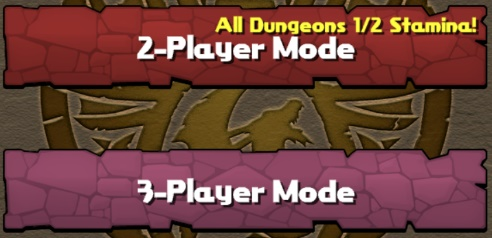 All Dungeons 1/2 Stamina!
2-Player Mode
3-Player Mode